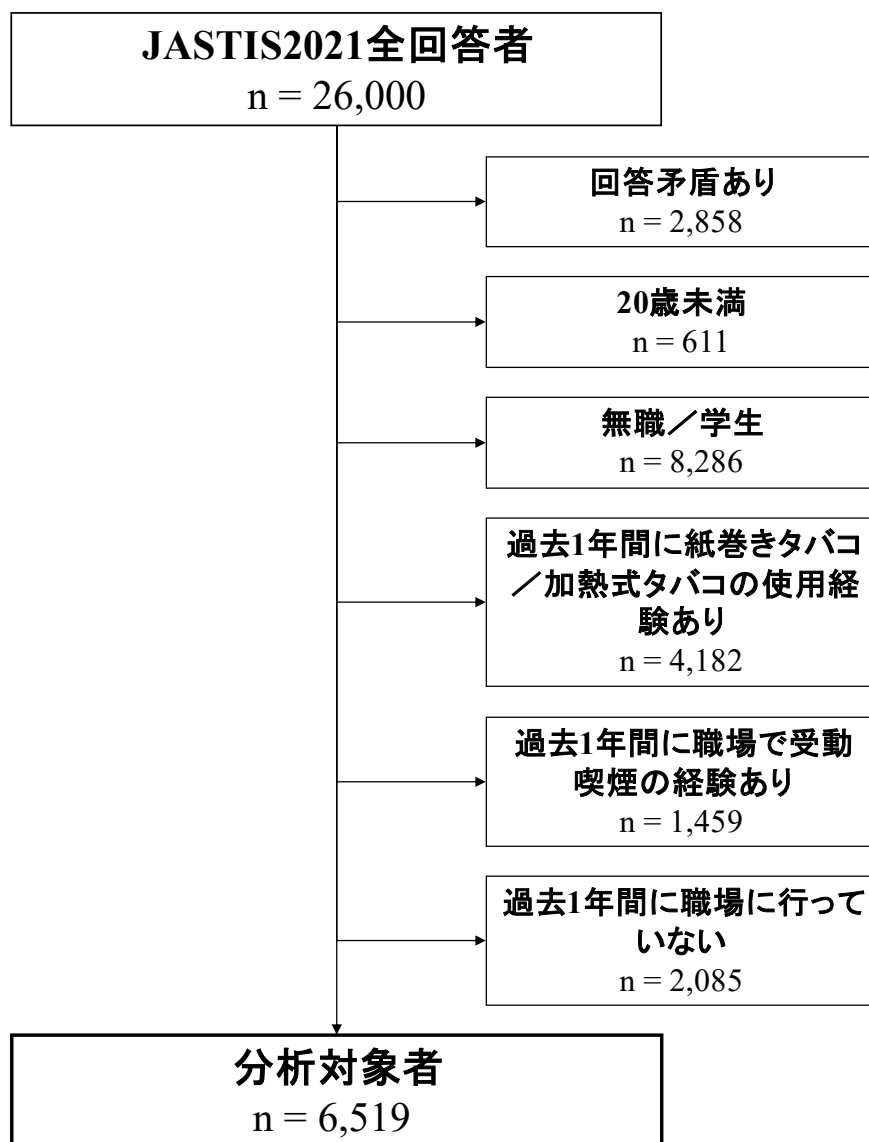 JASTIS2021全回答者
n = 26,000
回答矛盾あり
n = 2,858
20歳未満
n = 611
無職／学生
n = 8,286
過去1年間に紙巻きタバコ
／加熱式タバコの使用経
験あり
n = 4,182
過去1年間に職場で受動
喫煙の経験あり
n = 1,459
過去1年間に職場に行って
いない
n = 2,085
分析対象者
n = 6,519